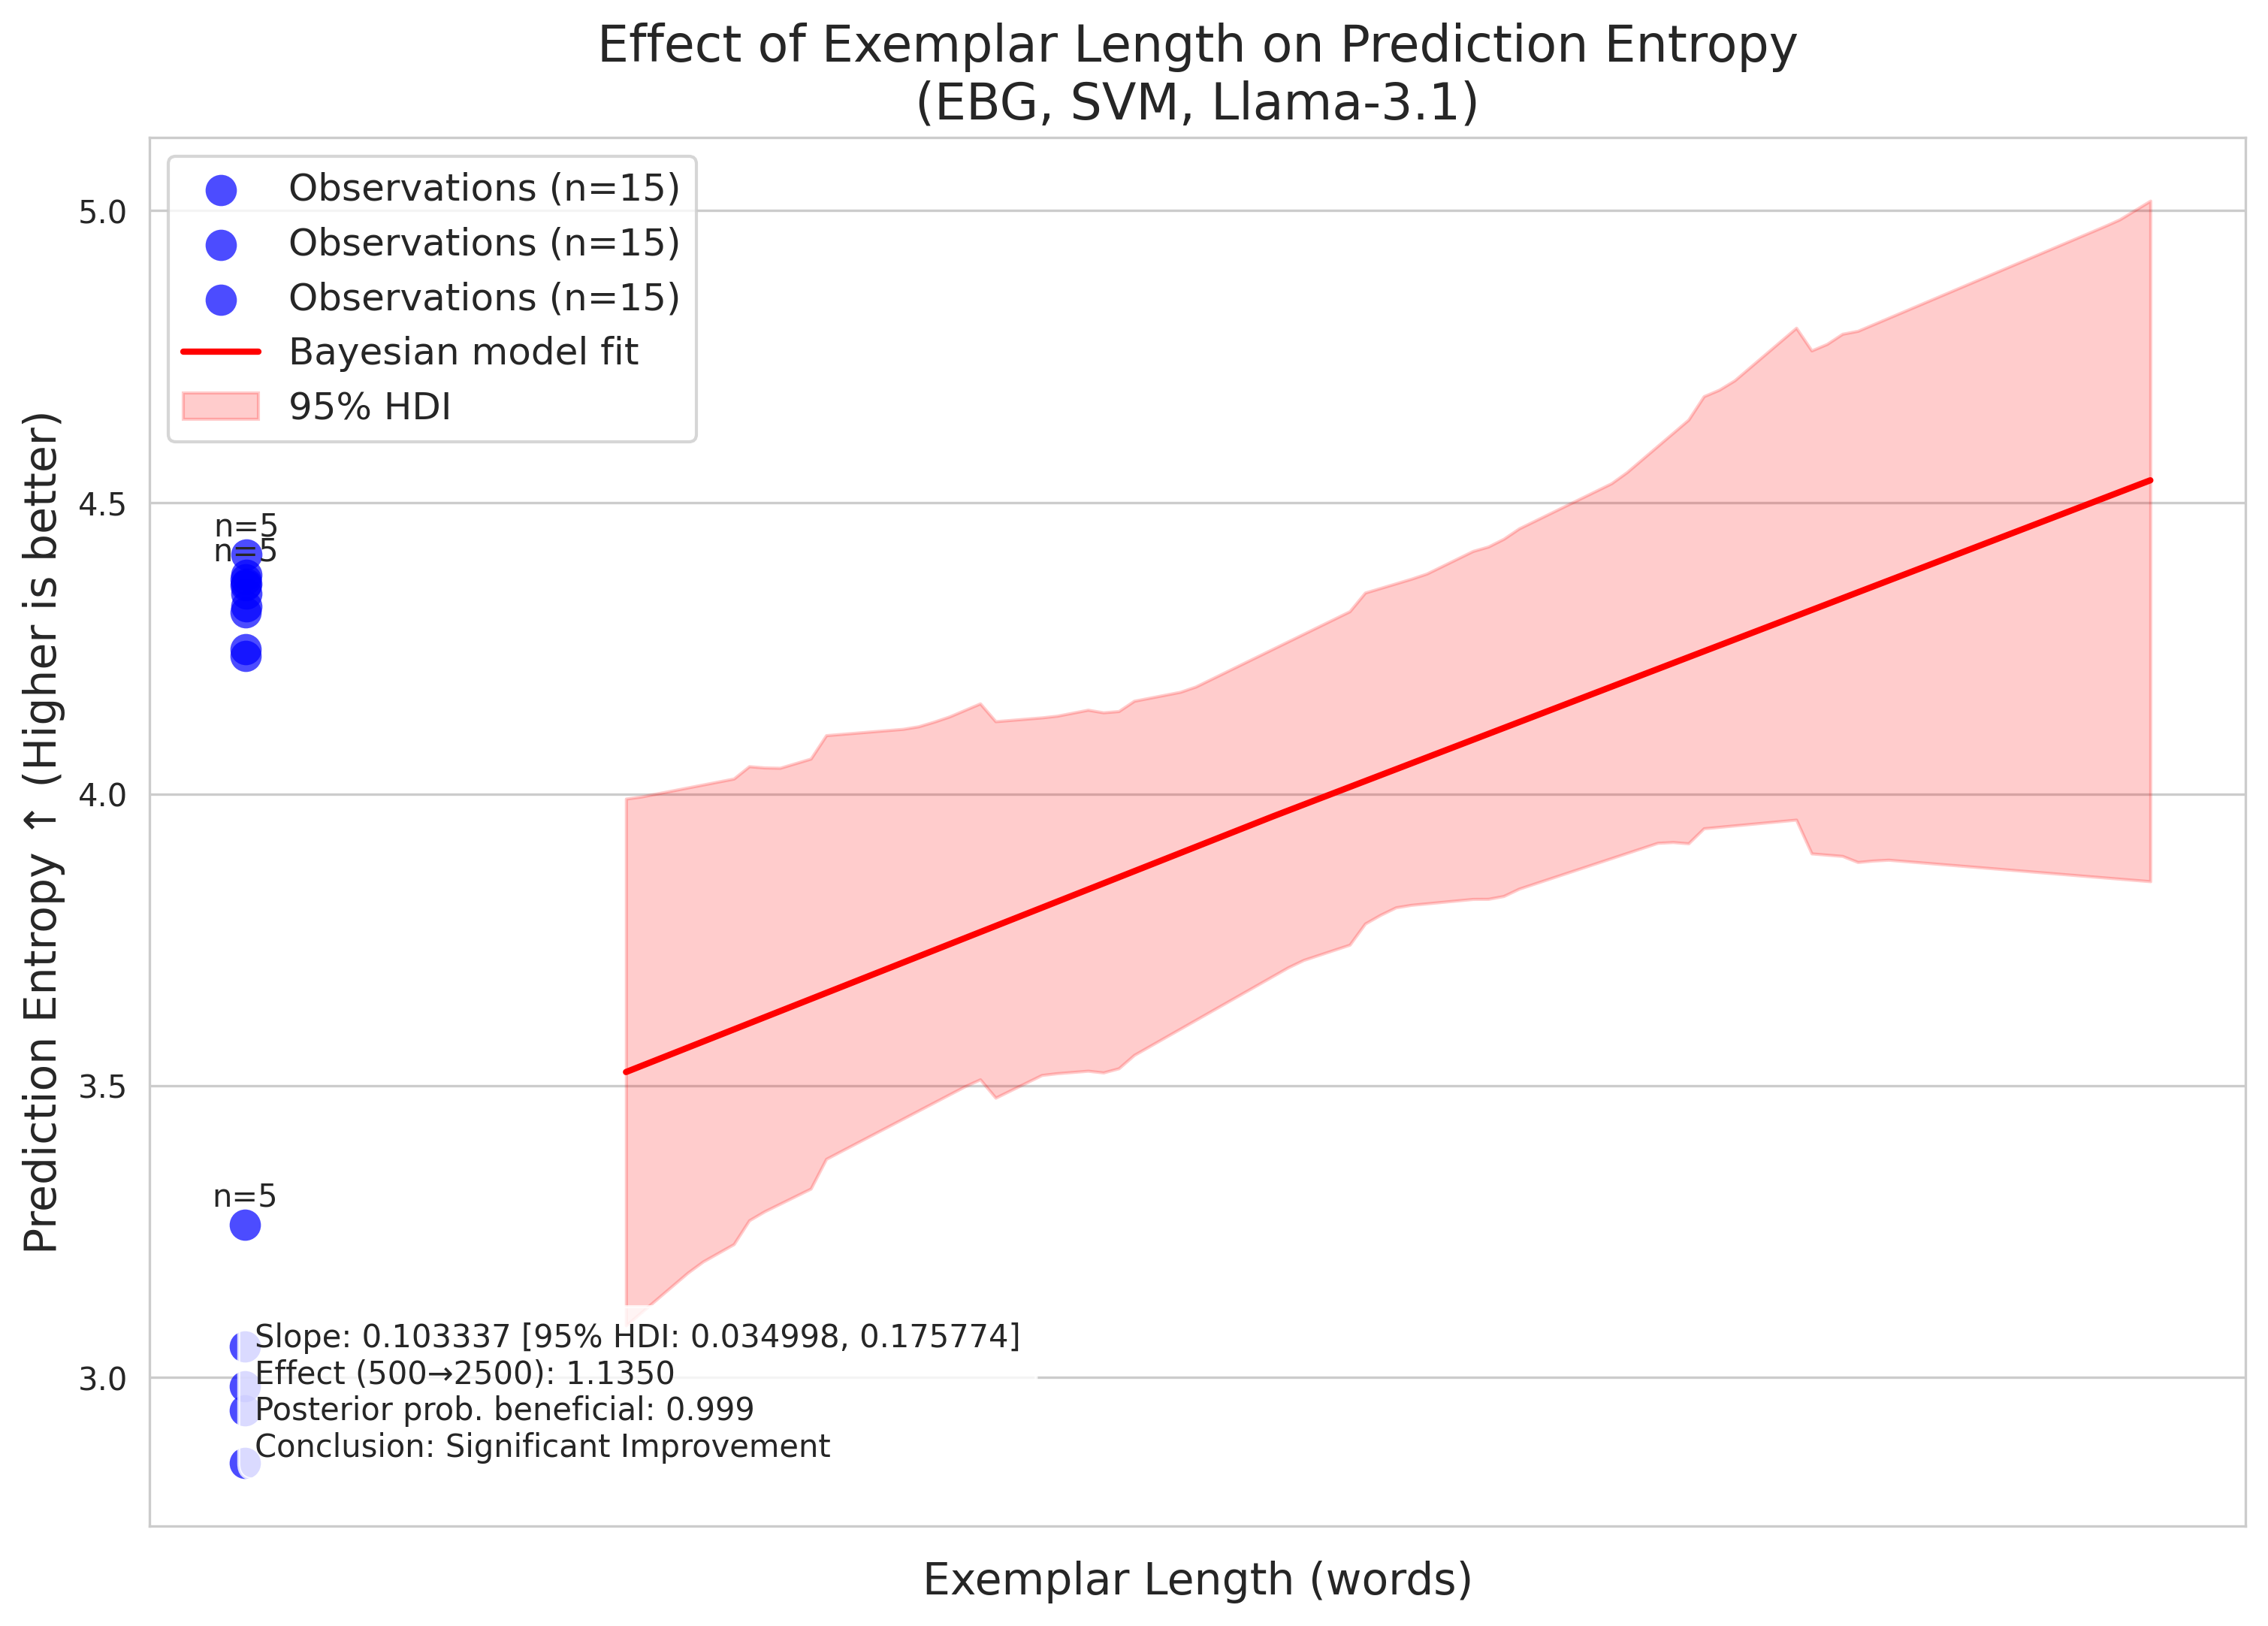 Effect of Exemplar Length on Prediction Entropy
(EBG, SVM, Llama-3.1)
Observations (n=15)
Observations (n=15)
Observations (n=15)
Bayesian model fit
95% HDI
Prediction Entropy ↑ (Higher is better)
5.0
4.5
4.0
3.5
3.0
n=5
n=5
n=5
Slope: 0.103337 [95% HDI: 0.034998, 0.175774]
Effect (500→2500): 1.1350
Posterior prob. beneficial: 0.999
Conclusion: Significant Improvement
Exemplar Length (words)